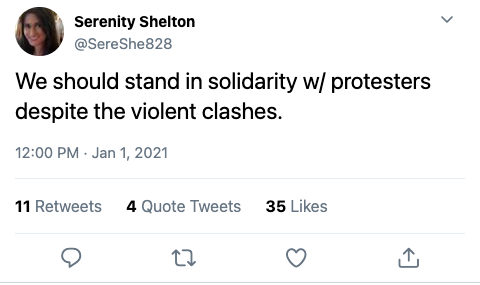 Serenity Shelton
@SereShe828
We should stand in solidarity w/ protesters
despite the violent clashes.
12:00 PM · Jan 1, 2021
11 Retweets 4 Quote Tweets 35 Likes